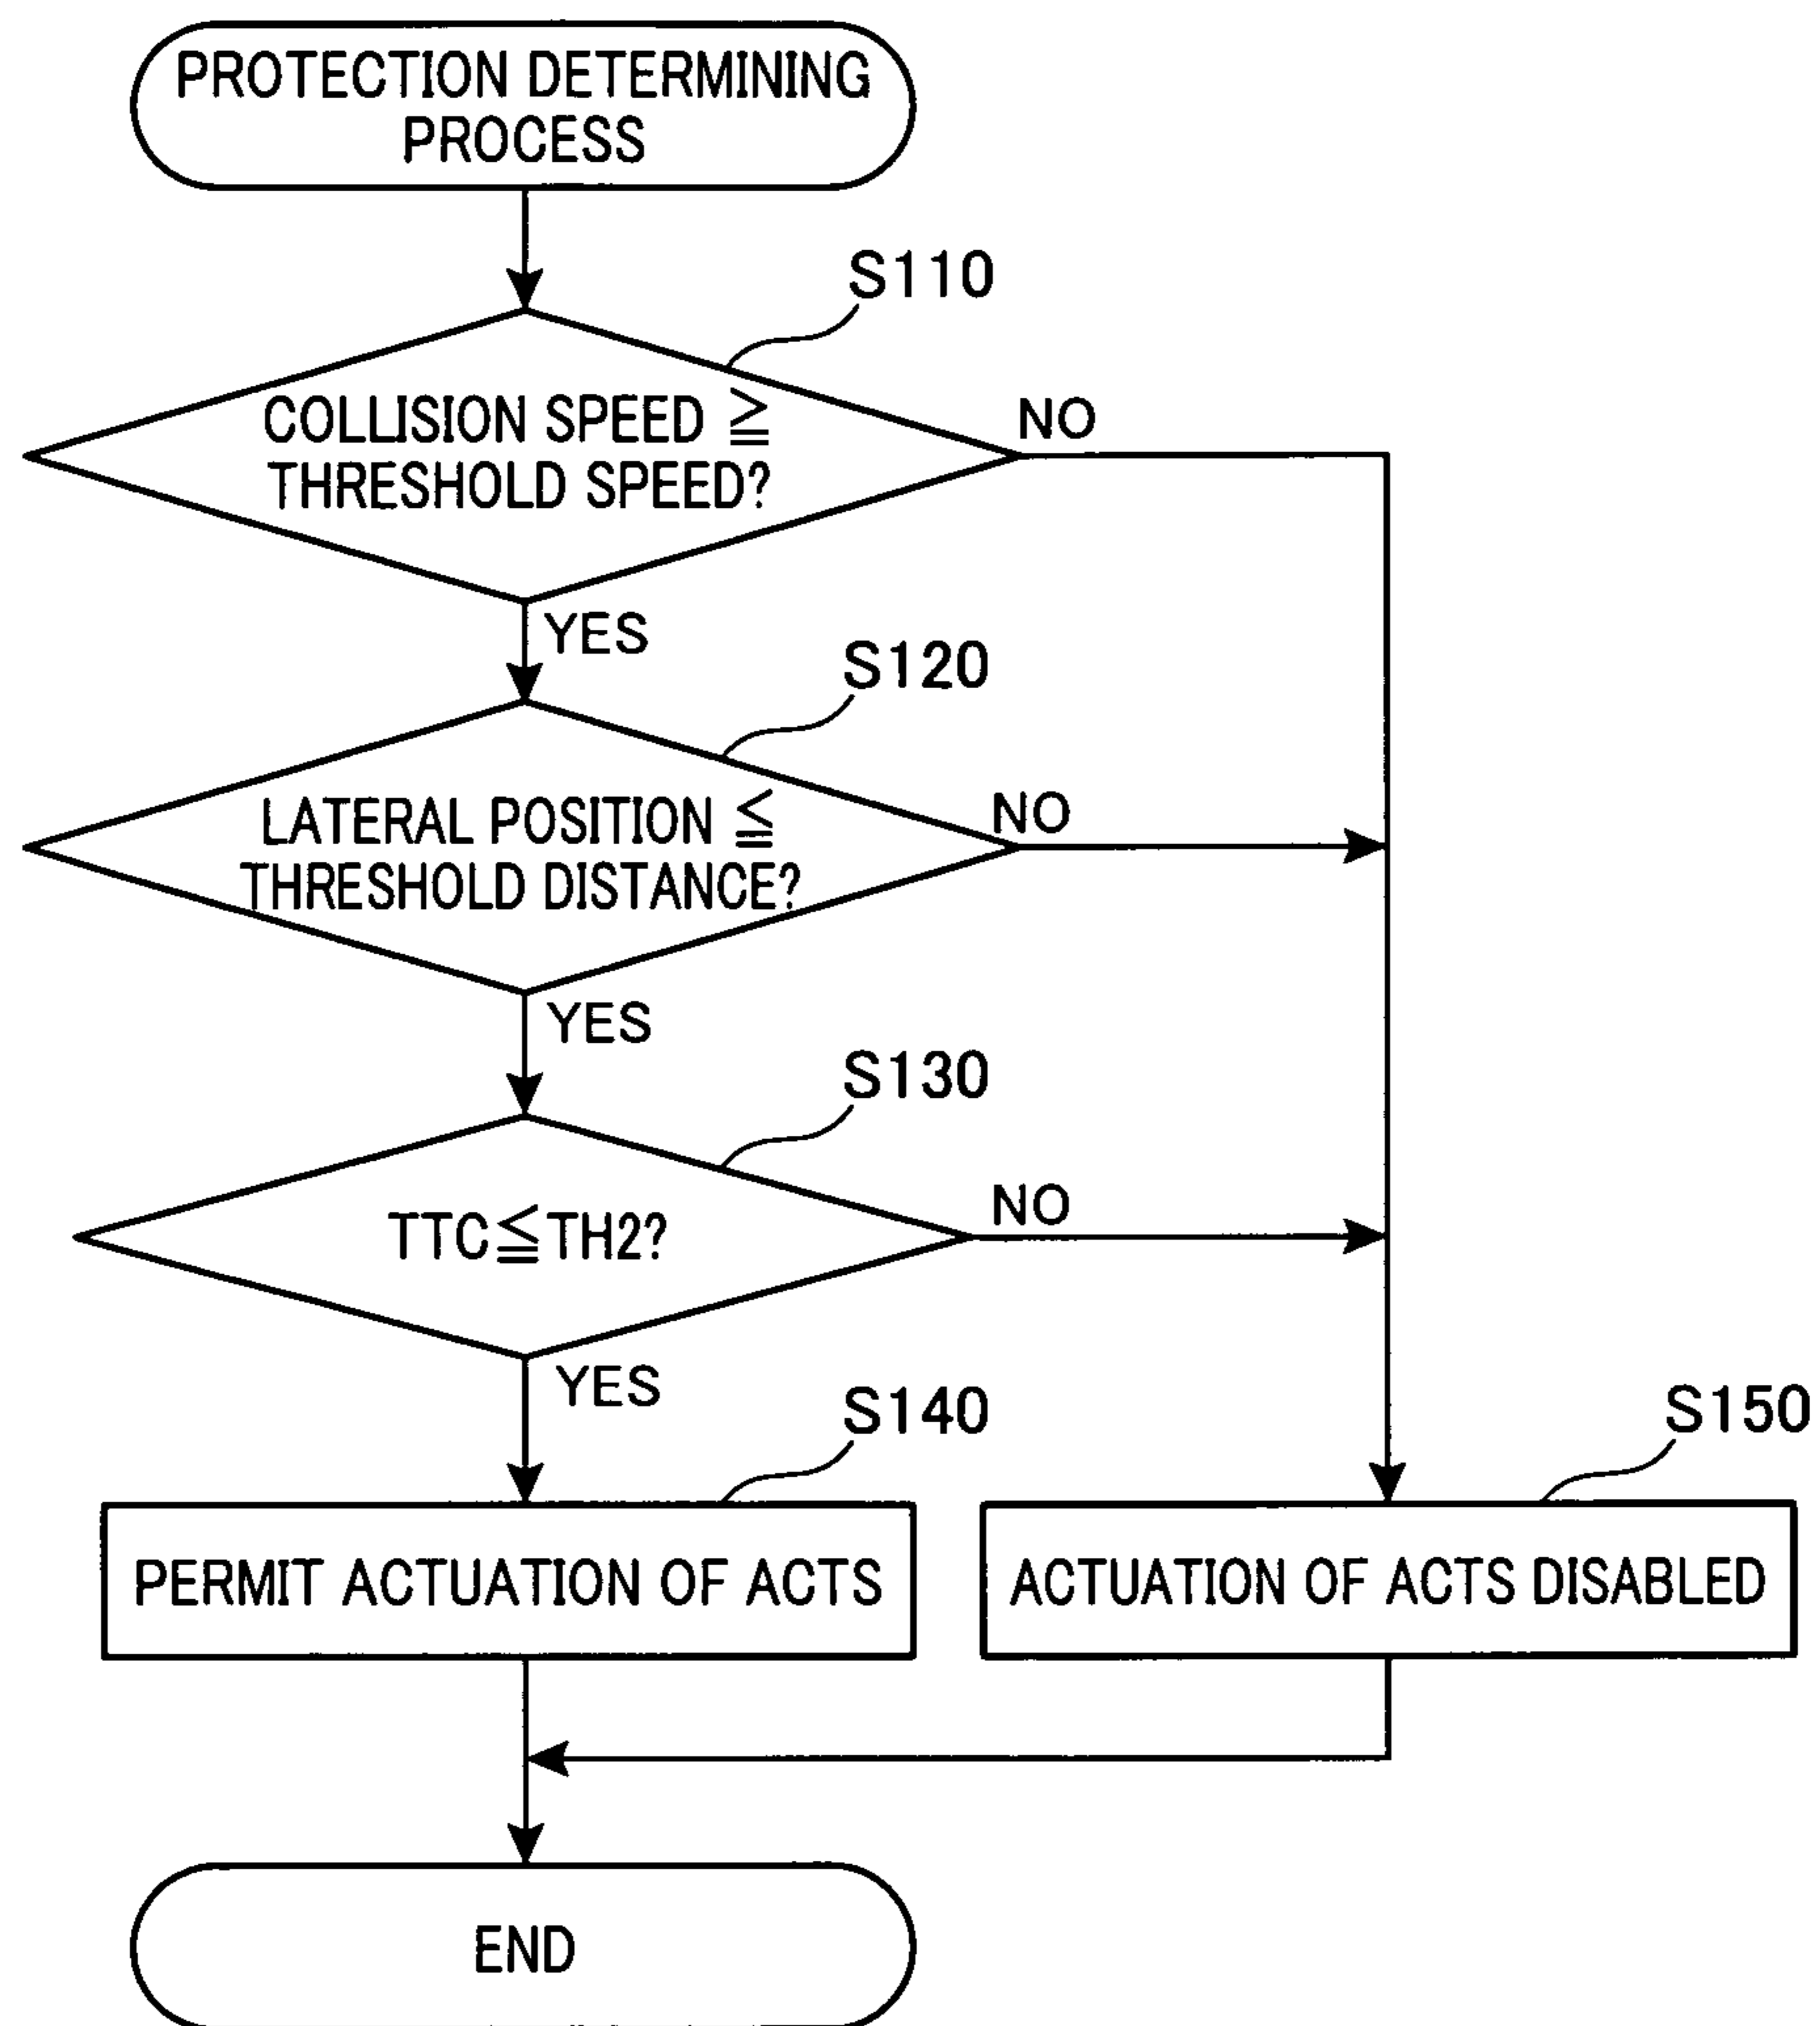 PROTECTION DETERMINING
PROCESS
S110
COLLISION SPEED ≧
THRESHOLD SPEED?
NO
YES
S120
LATERAL POSITION ≦
THRESHOLD DISTANCE?
NO
YES
S130
TTC≦TH2?
NO
YES
S140
S150
PERMIT ACTUATION OF ACTS
ACTUATION OF ACTS DISABLED
END